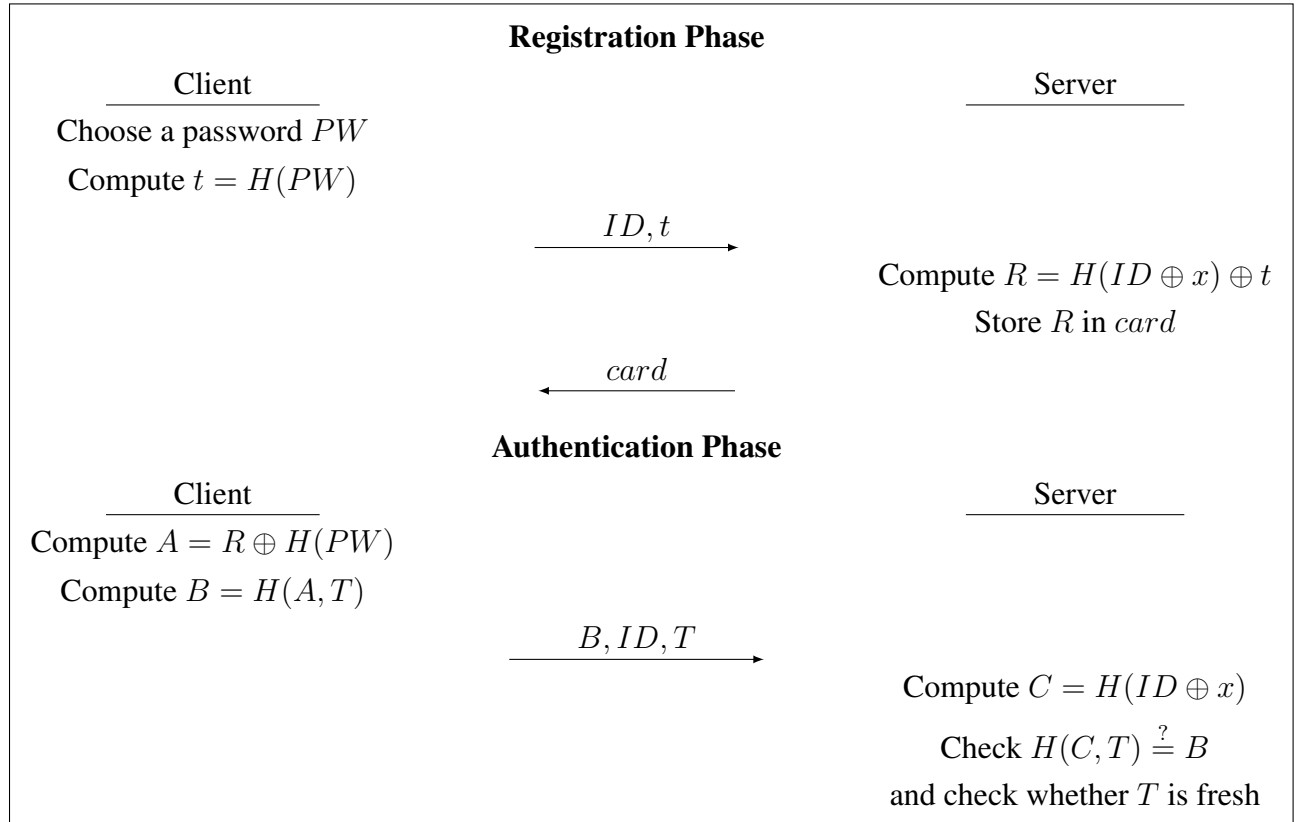 Registration Phase
Client
Server
Choose a password PW
Compute t = H(PW)
ID, t
Compute R = H(ID ⊕ x) ⊕ t
Store R in card
card
Authentication Phase
Client
Server
Compute A = R ⊕ H(PW)
Compute B = H(A, T)
B, ID, T
Compute C = H(ID ⊕ x)
Check H(C, T) ≟ B
and check whether T is fresh